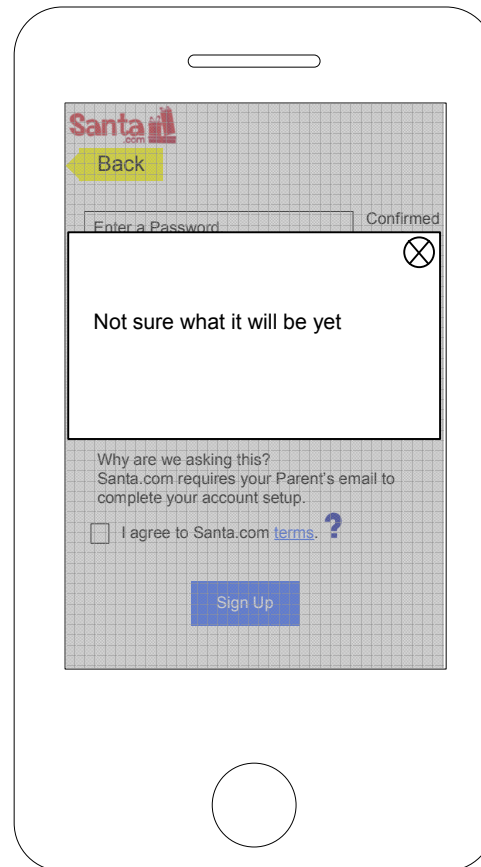 Santa
.com
Back
Enter a Password
Confirmed
Not sure what it will be yet
Why are we asking this?
Santa.com requires your Parent's email to
complete your account setup.
I agree to Santa.com terms. ?
Sign Up